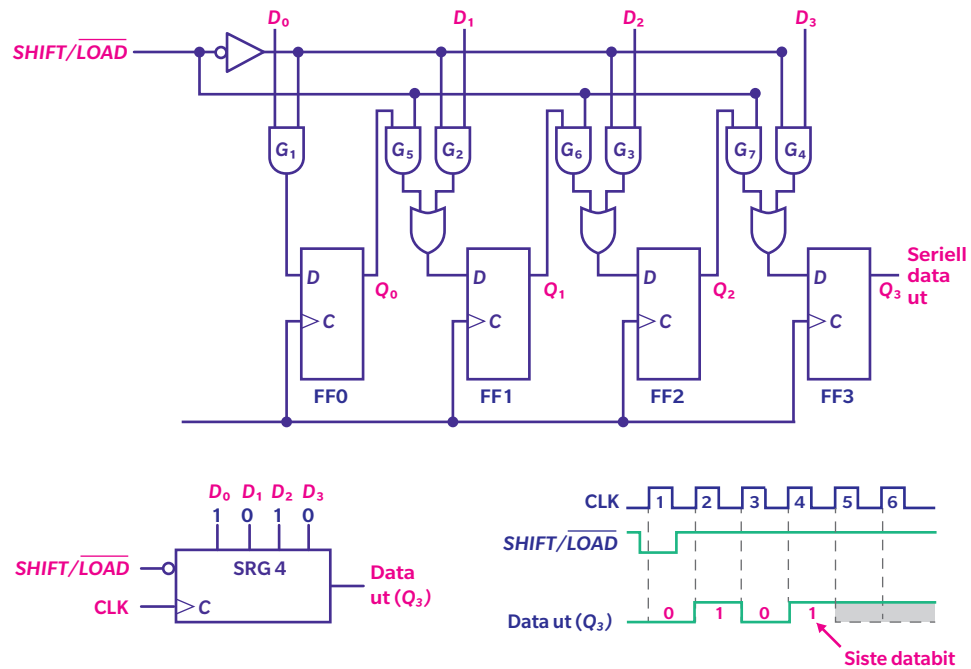 D₀ D₁ D₂ D₃
SHIFT/LOAD
G₁ G₅ G₂ G₆ G₃ G₇ G₄
Seriell
data
ut
D D D D
Q₀ Q₁ Q₂ Q₃
C C C C
FF0 FF1 FF2 FF3
D₀ D₁ D₂ D₃
1 0 1 0
SHIFT/LOAD
SRG 4
CLK
C
Data
ut (Q₃)
CLK 1 2 3 4 5 6
SHIFT/LOAD
Data ut (Q₃) 0 1 0 1
Siste databit